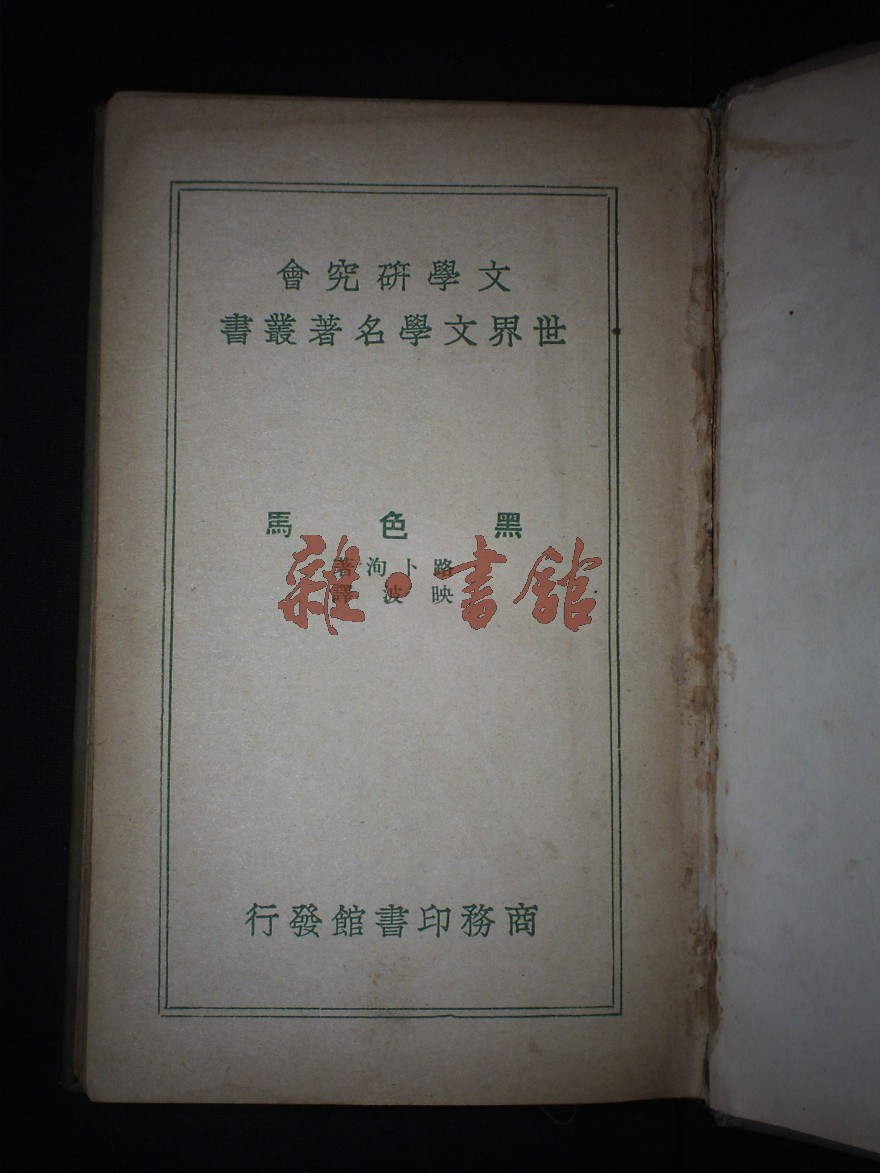 文學硏究會
世界文學名著叢書
黑色馬
路卜洵著
映波譯
雜·書館
商務印書館發行